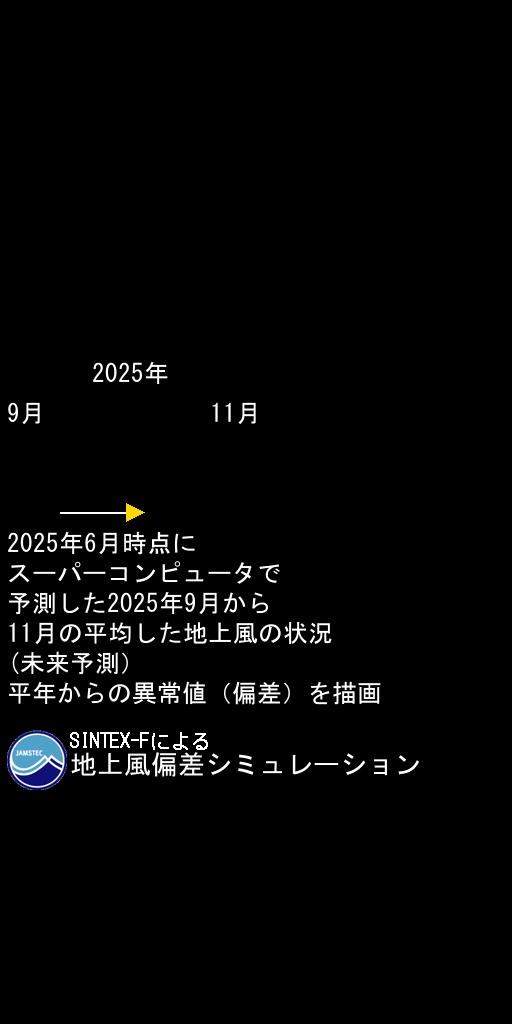 2025年
9月 11月
2025年6月時点に
スーパーコンピュータで
予測した2025年9月から
11月の平均した地上風の状況
(未来予測)
平年からの異常値(偏差)を描画
SINTEX-Fによる
JAMSTEC
地上風偏差シミュレーション